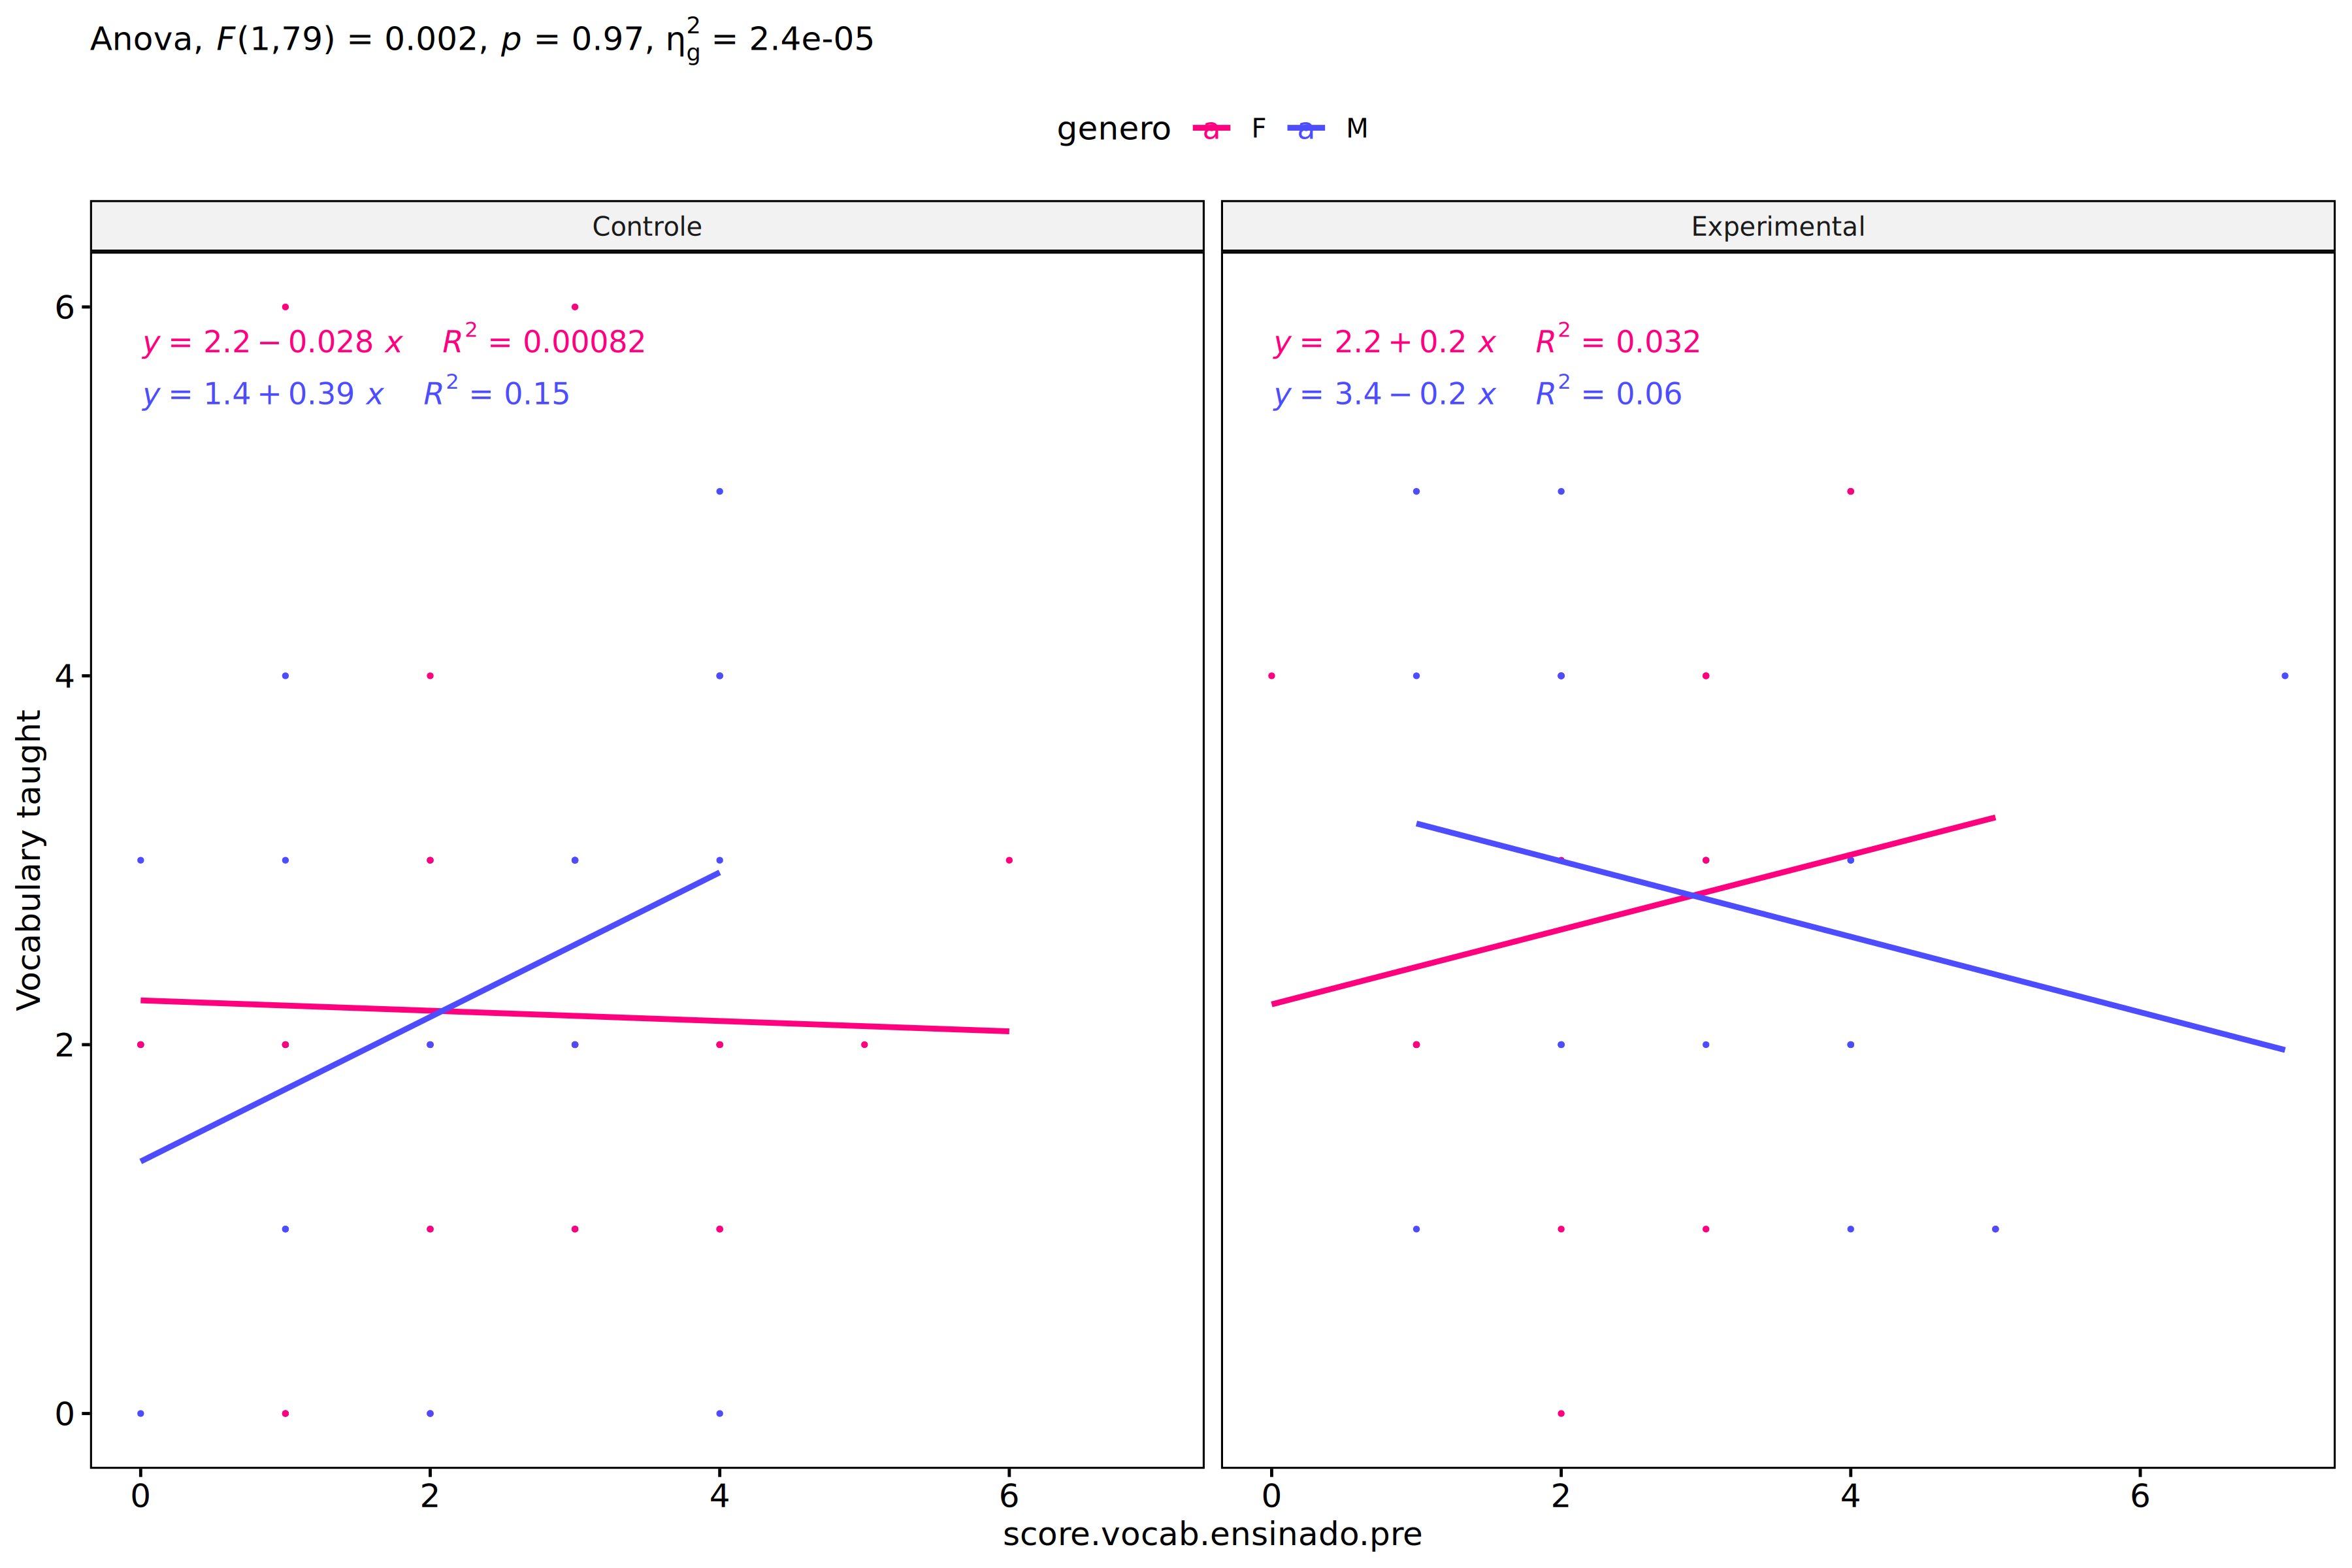 Anova, F(1,79) = 0.002, p = 0.97, η²g = 2.4e-05
genero a F a M
Controle
Experimental
y = 2.2 − 0.028 x R² = 0.00082
y = 1.4 + 0.39 x R² = 0.15
y = 2.2 + 0.2 x R² = 0.032
y = 3.4 − 0.2 x R² = 0.06
Vocabulary taught
6
4
2
0
0 2 4 6
0 2 4 6
score.vocab.ensinado.pre